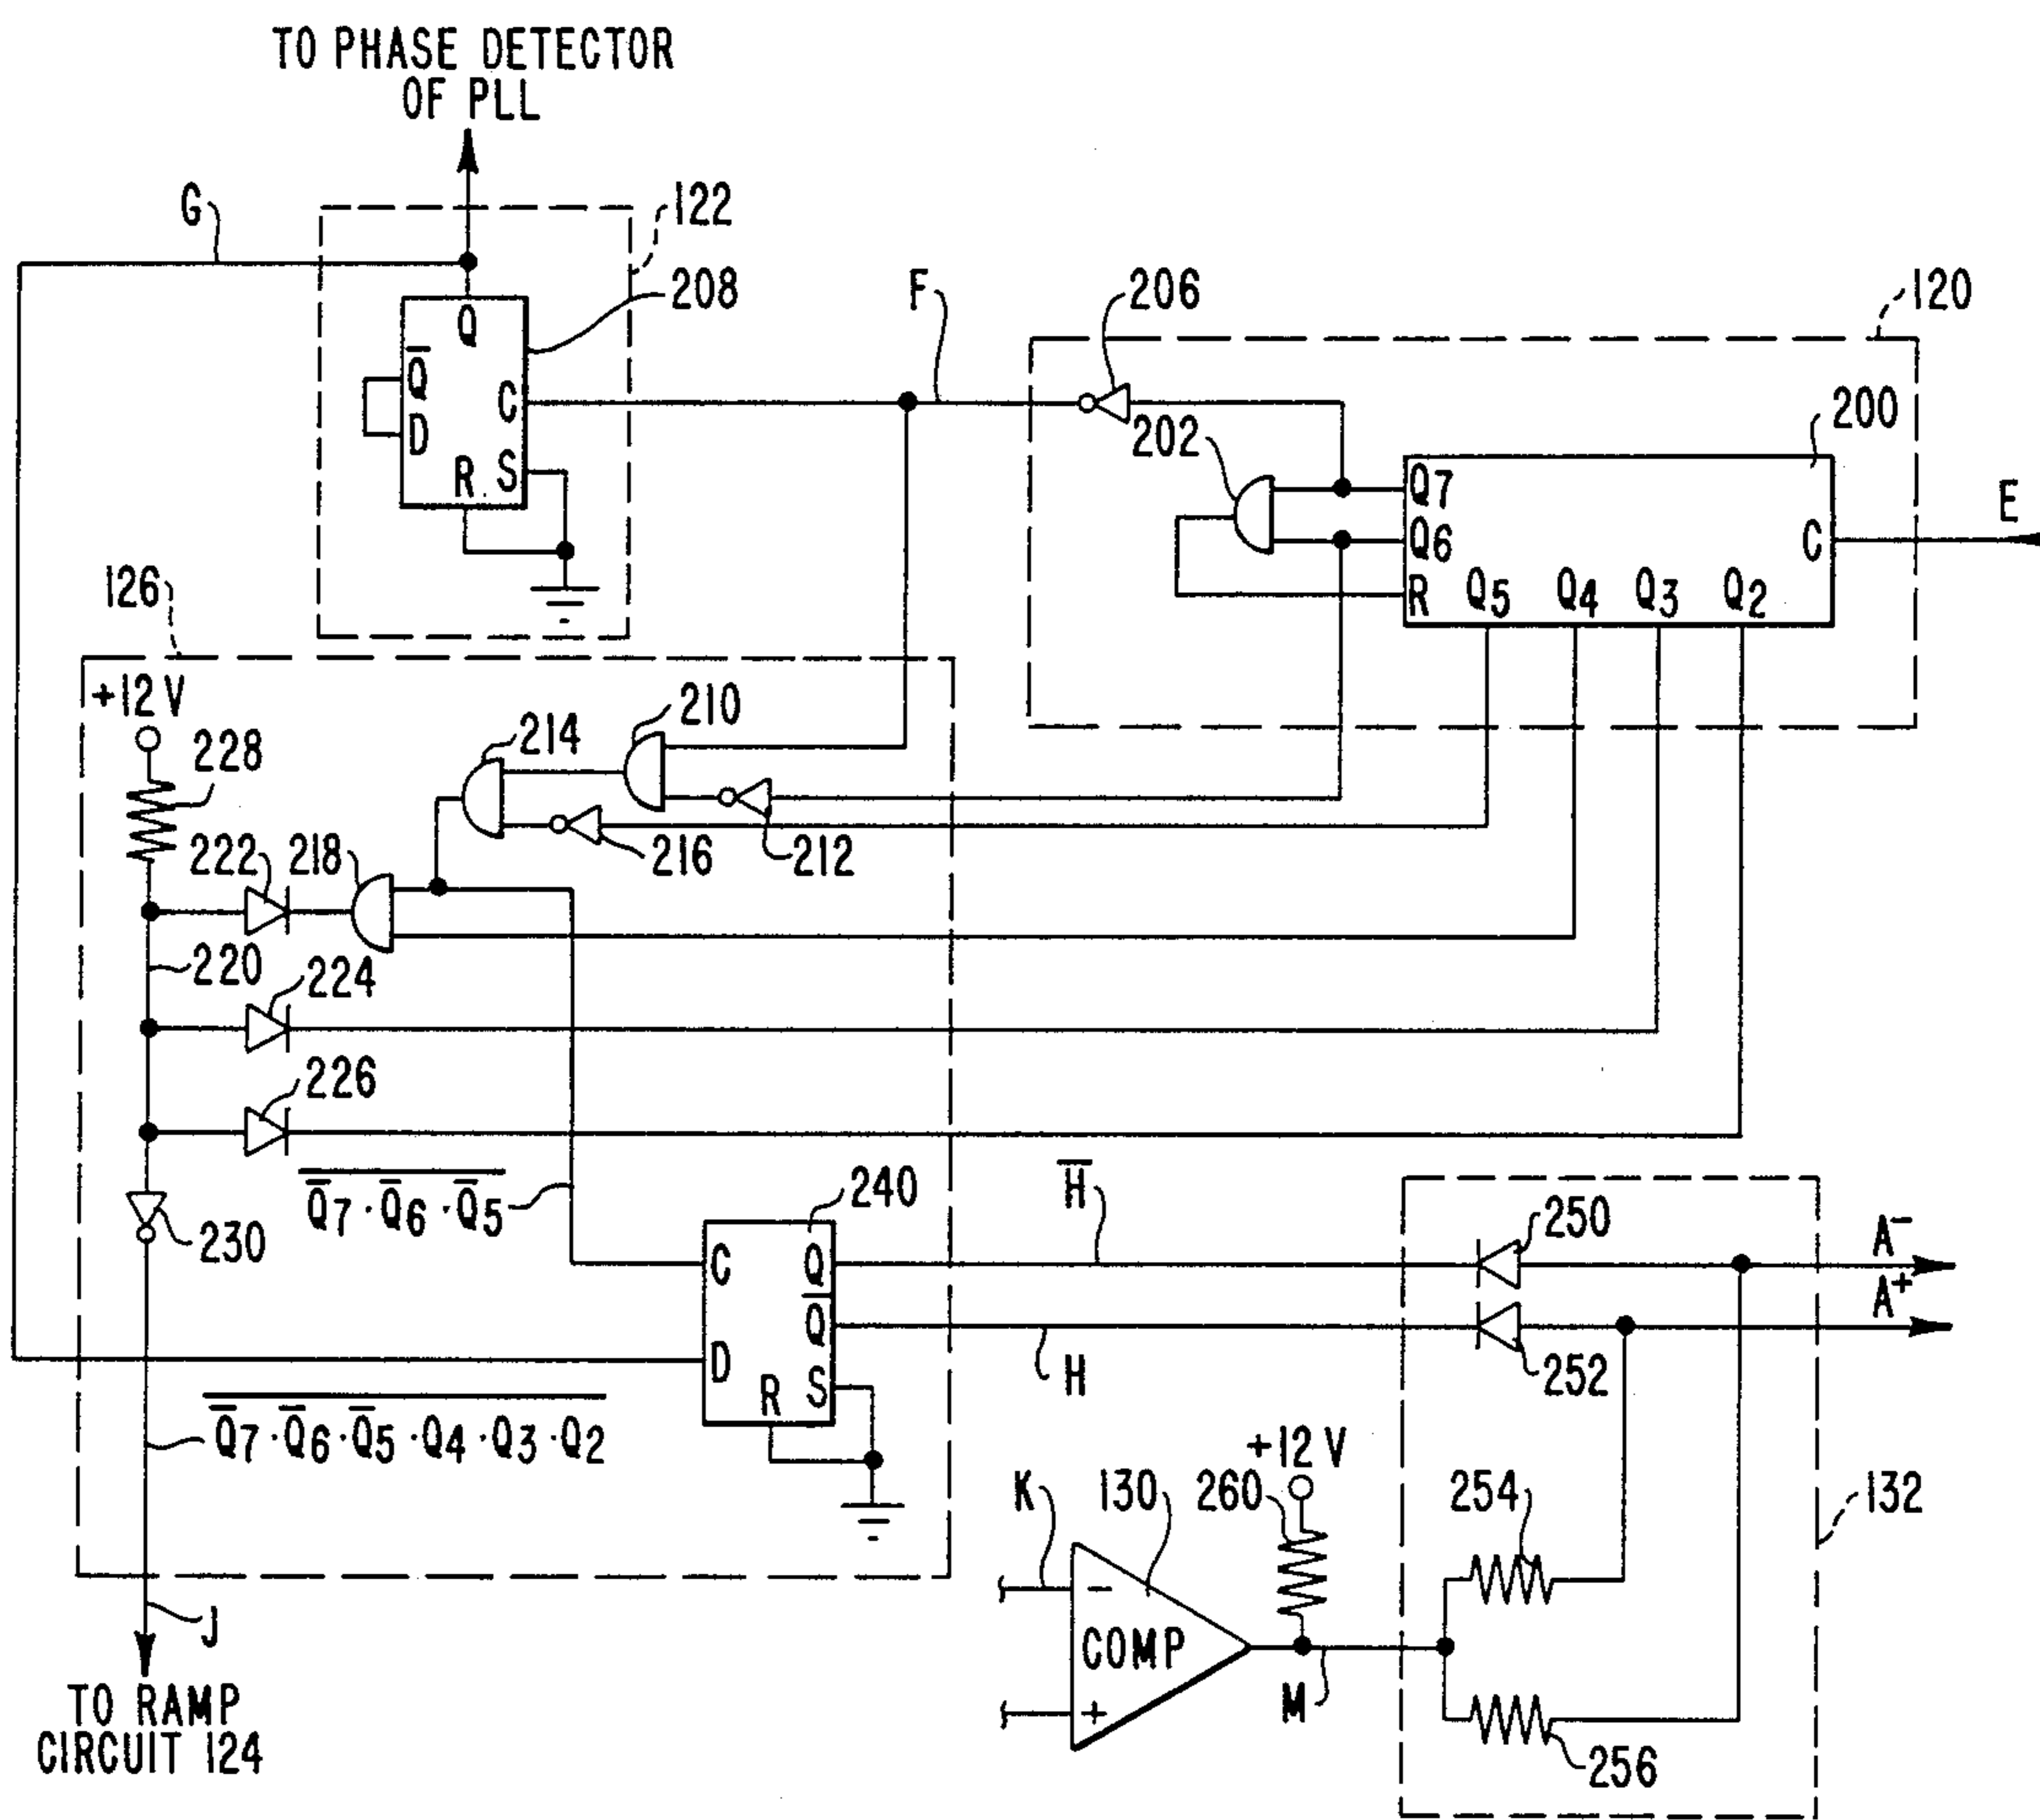 TO PHASE DETECTOR
OF PLL
G
122
208
F
206
120
Q
Q̅
C
D
R
S
202
200
Q7
E
Q6
C
R
Q5
Q4
Q3
Q2
126
+12 V
228
214
210
222
218
216
212
220
224
226
Q̅7·Q̅6·Q̅5
230
240
H̅
250
A⁻
C
Q
A⁺
Q̅
D
S
R
H
252
Q̅7·Q̅6·Q̅5·Q4·Q3·Q2
+12 V
K
130
260
254
132
J
−
COMP
+
M
256
TO RAMP
CIRCUIT 124